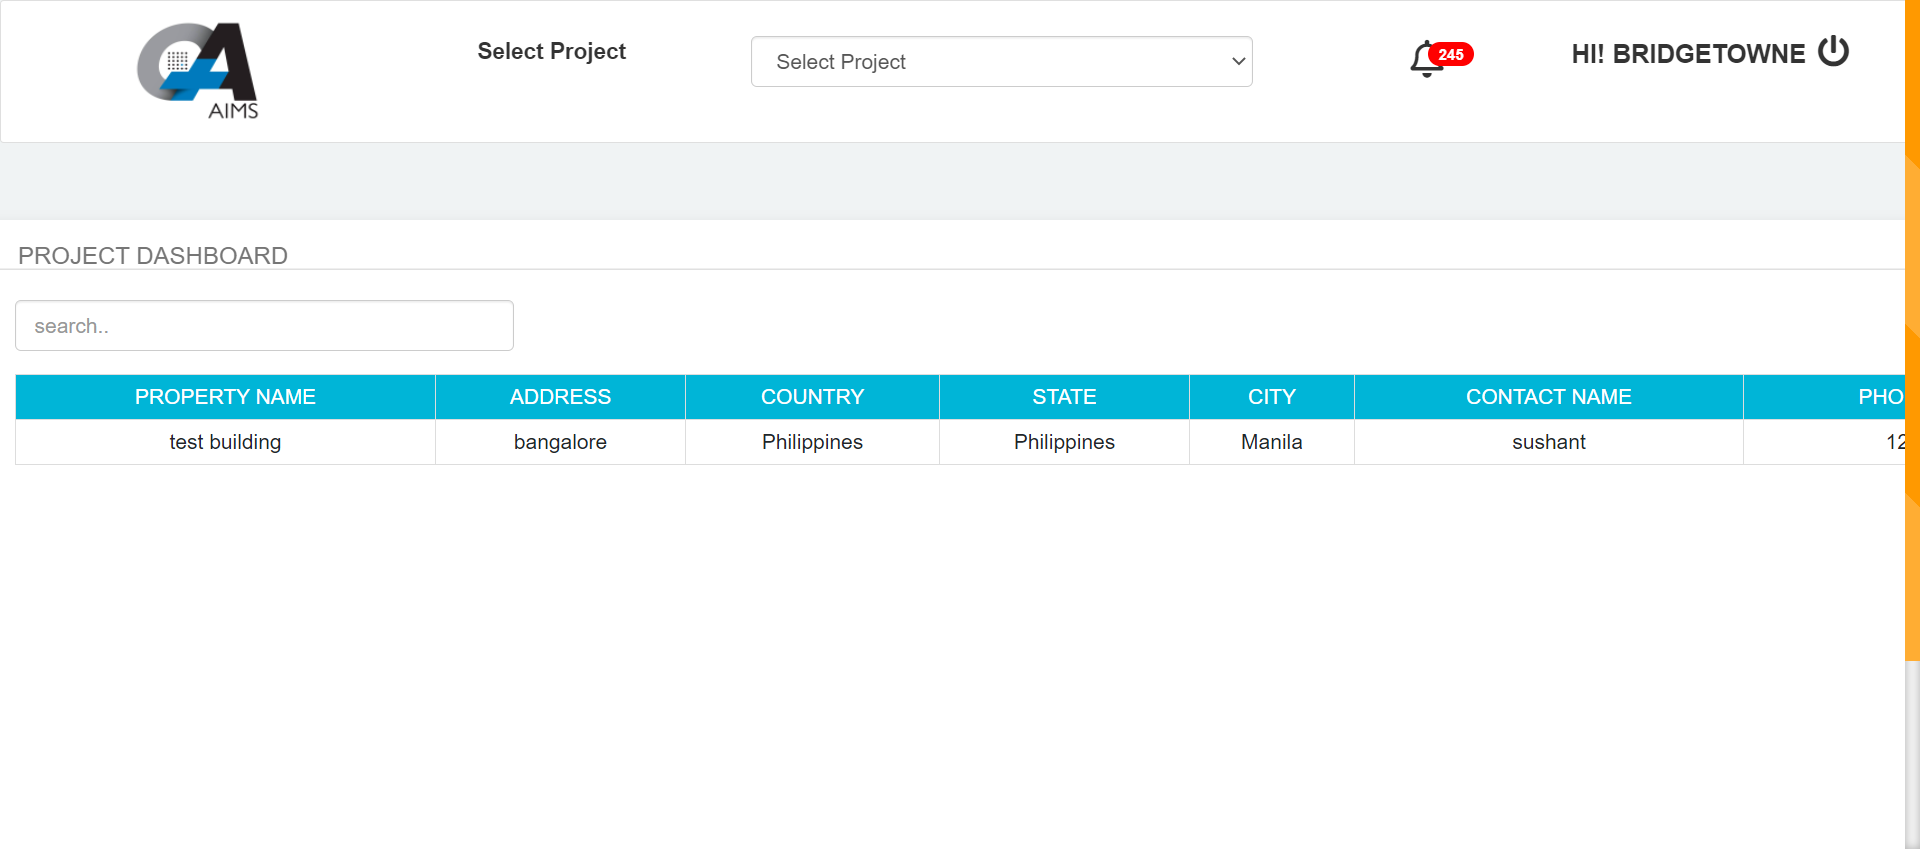 AIMS
Select Project
Select Project
245
HI! BRIDGETOWNE
PROJECT DASHBOARD
search..
PROPERTY NAME ADDRESS COUNTRY STATE CITY CONTACT NAME PHO
test building bangalore Philippines Philippines Manila sushant 12